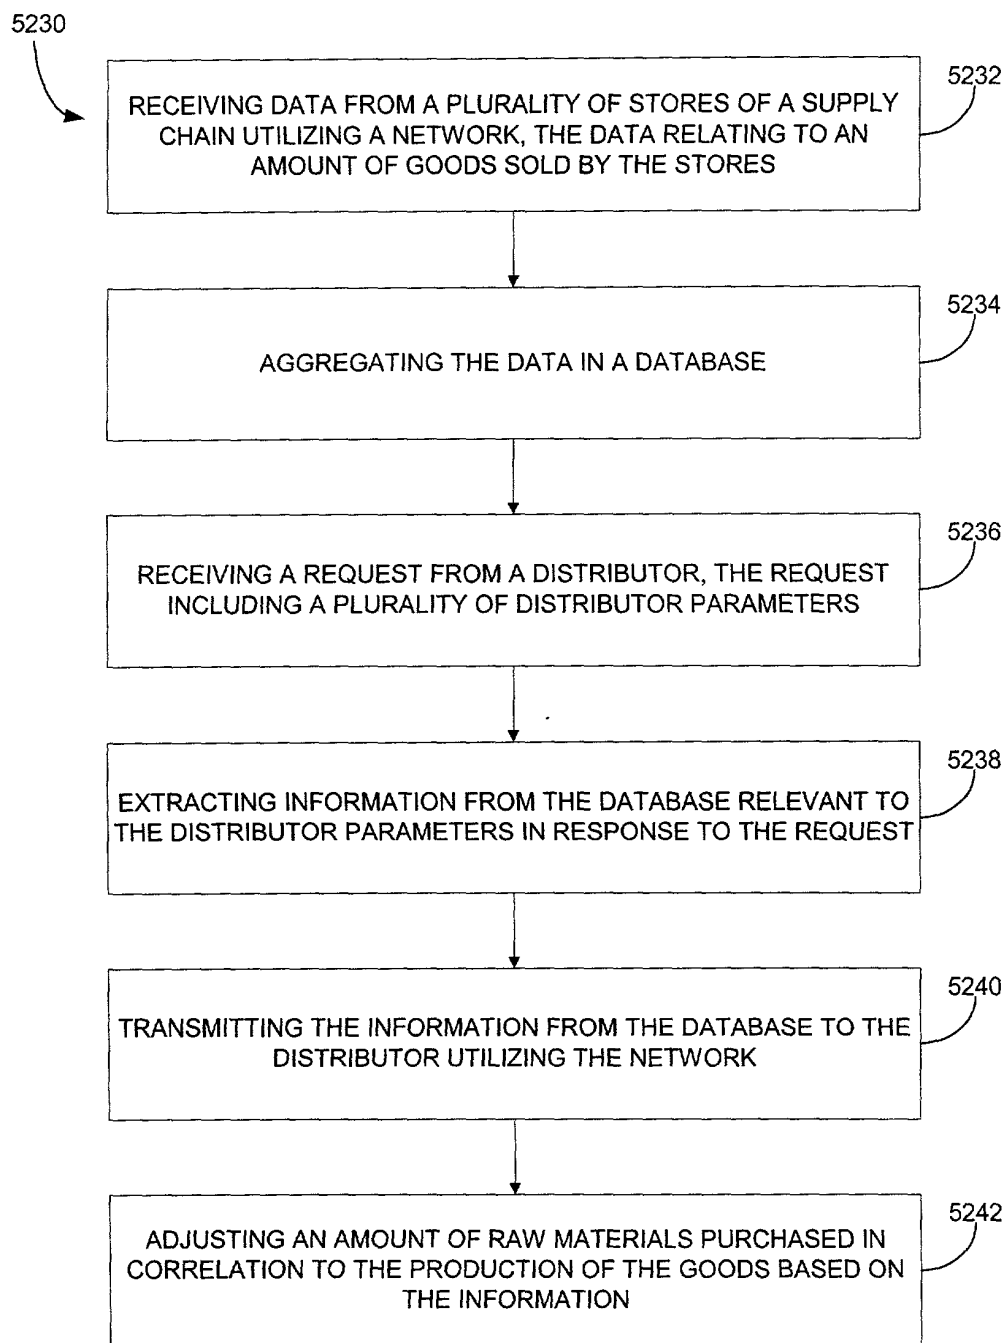 5230
5232
RECEIVING DATA FROM A PLURALITY OF STORES OF A SUPPLY
CHAIN UTILIZING A NETWORK, THE DATA RELATING TO AN
AMOUNT OF GOODS SOLD BY THE STORES
5234
AGGREGATING THE DATA IN A DATABASE
5236
RECEIVING A REQUEST FROM A DISTRIBUTOR, THE REQUEST
INCLUDING A PLURALITY OF DISTRIBUTOR PARAMETERS
5238
EXTRACTING INFORMATION FROM THE DATABASE RELEVANT TO
THE DISTRIBUTOR PARAMETERS IN RESPONSE TO THE REQUEST
5240
TRANSMITTING THE INFORMATION FROM THE DATABASE TO THE
DISTRIBUTOR UTILIZING THE NETWORK
5242
ADJUSTING AN AMOUNT OF RAW MATERIALS PURCHASED IN
CORRELATION TO THE PRODUCTION OF THE GOODS BASED ON
THE INFORMATION